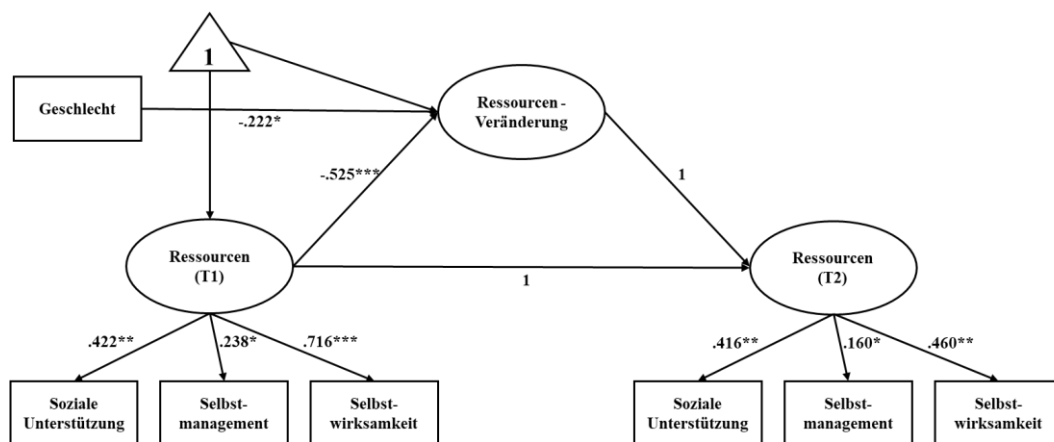 1
Geschlecht
-.222*
Ressourcen -
Veränderung
-.525***
1
Ressourcen
(T1)
1
Ressourcen
(T2)
.422**
.238*
.716***
.416**
.160*
.460**
Soziale
Unterstützung
Selbst-
management
Selbst-
wirksamkeit
Soziale
Unterstützung
Selbst-
management
Selbst-
wirksamkeit